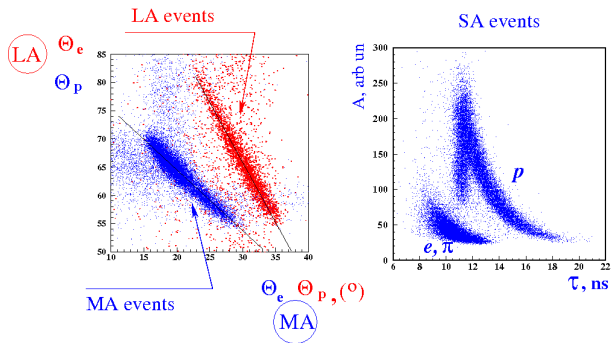 LA events
SA events
LA Θe
Θp
85
80
75
70
65
60
55
50
10 15 20 25 30 35 40
MA events
Θe Θp, (o)
MA
A, arb un
300
250
200
150
100
50
0
p
e, π
6 8 10 12 14 16 18 20 22
τ, ns